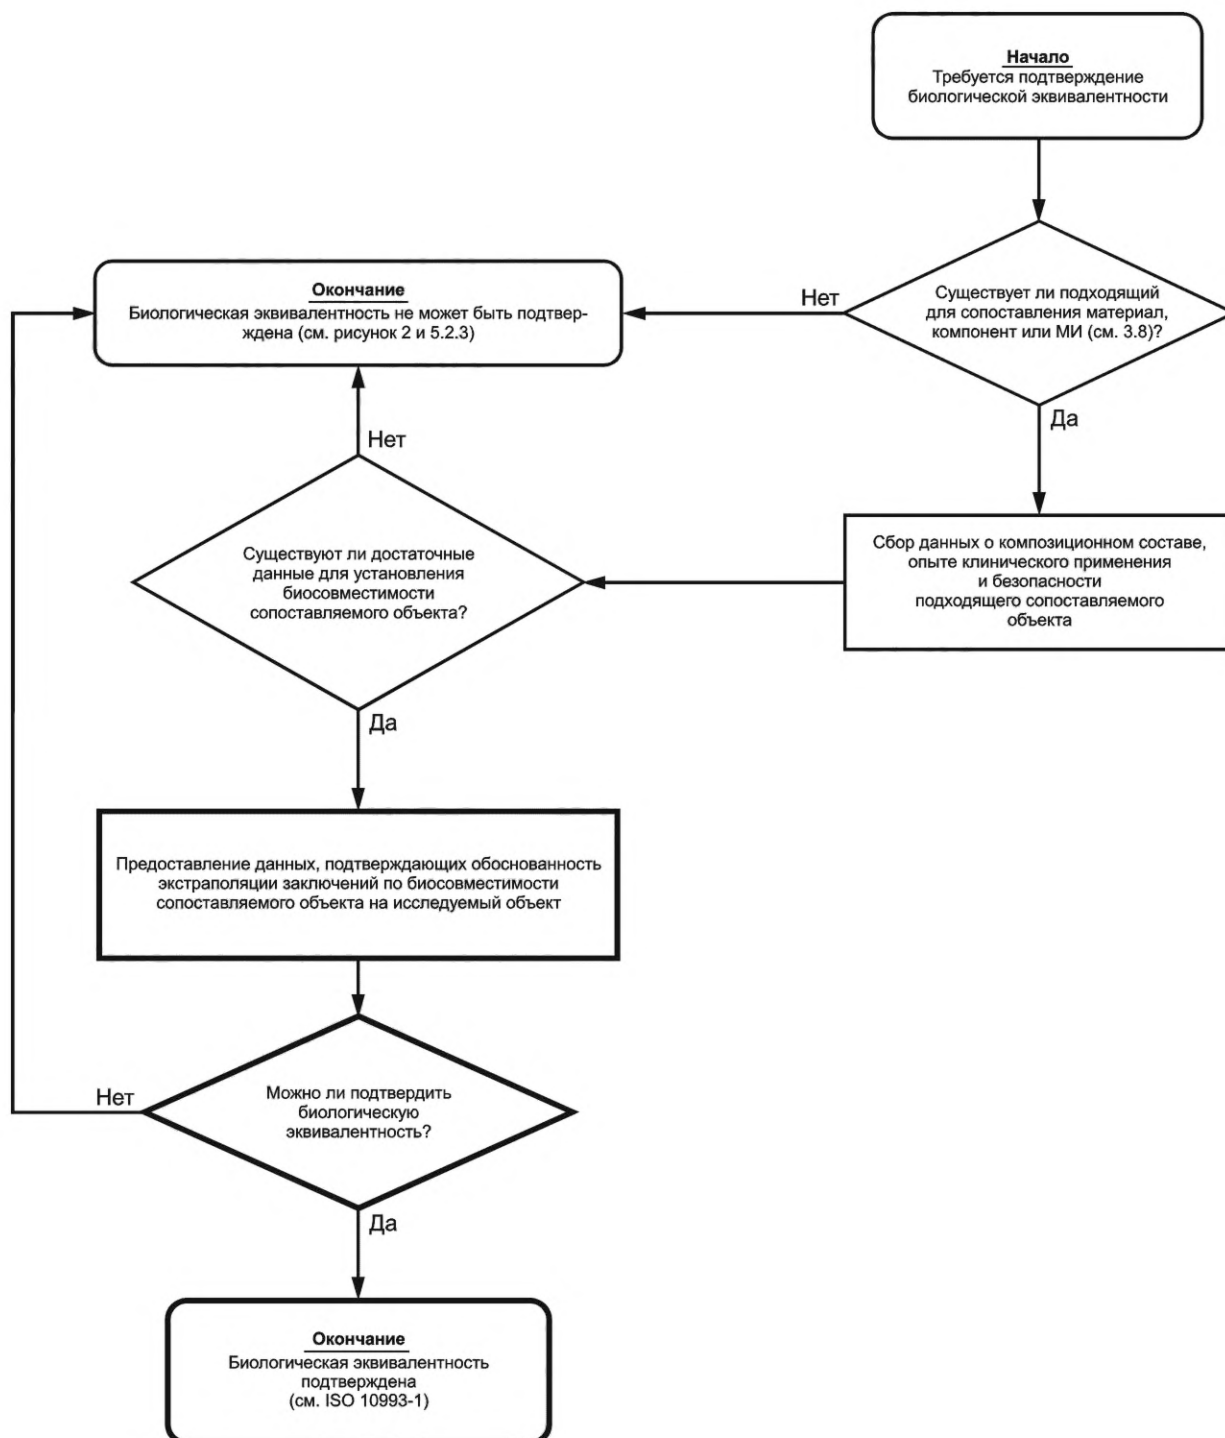 Начало
Требуется подтверждение
биологической эквивалентности
Окончание
Биологическая эквивалентность не может быть подтвер-
ждена (см. рисунок 2 и 5.2.3)
Нет
Существует ли подходящий
для сопоставления материал,
компонент или МИ (см. 3.8)?
Да
Нет
Существуют ли достаточные
данные для установления
биосовместимости
сопоставляемого объекта?
Сбор данных о композиционном составе,
опыте клинического применения
и безопасности
подходящего сопоставляемого
объекта
Да
Предоставление данных, подтверждающих обоснованность
экстраполяции заключений по биосовместимости
сопоставляемого объекта на исследуемый объект
Нет
Можно ли подтвердить
биологическую
эквивалентность?
Да
Окончание
Биологическая эквивалентность
подтверждена
(см. ISO 10993-1)